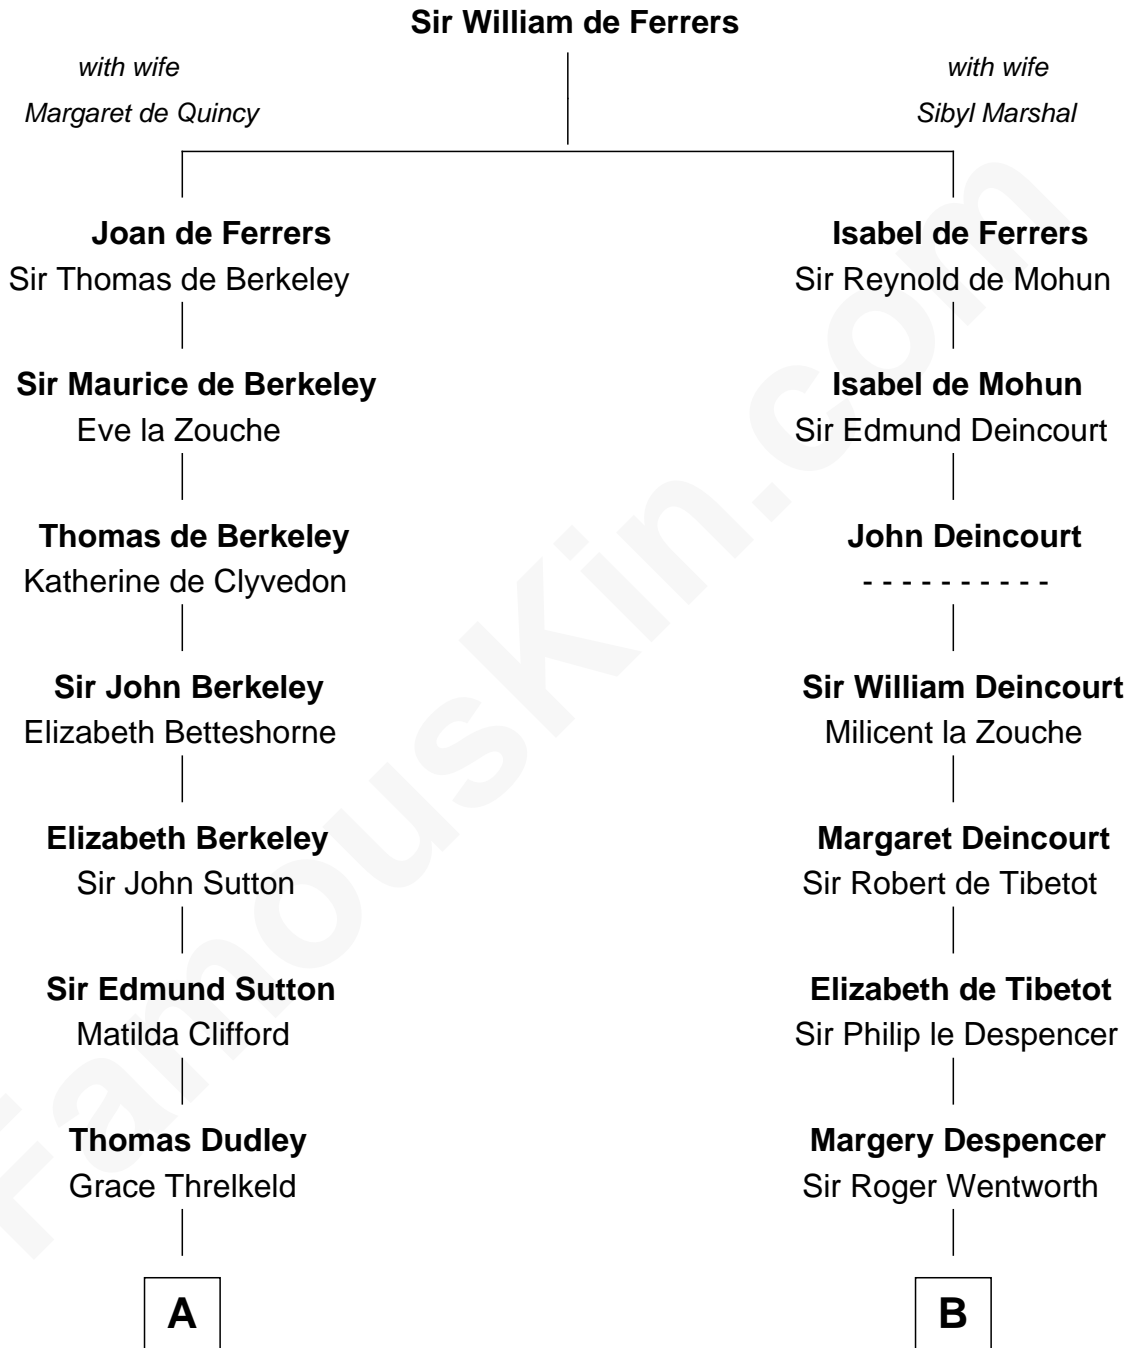 Sir William de Ferrers
with wife
Margaret de Quincy
with wife
Sibyl Marshal
Joan de Ferrers
Sir Thomas de Berkeley
Isabel de Ferrers
Sir Reynold de Mohun
Sir Maurice de Berkeley
Eve la Zouche
Isabel de Mohun
Sir Edmund Deincourt
Thomas de Berkeley
Katherine de Clyvedon
John Deincourt
- - - - - - - - - -
Sir John Berkeley
Elizabeth Betteshorne
Sir William Deincourt
Milicent la Zouche
Elizabeth Berkeley
Sir John Sutton
Margaret Deincourt
Sir Robert de Tibetot
Sir Edmund Sutton
Matilda Clifford
Elizabeth de Tibetot
Sir Philip le Despencer
Thomas Dudley
Grace Threlkeld
Margery Despencer
Sir Roger Wentworth
A
B
FamousKin.com